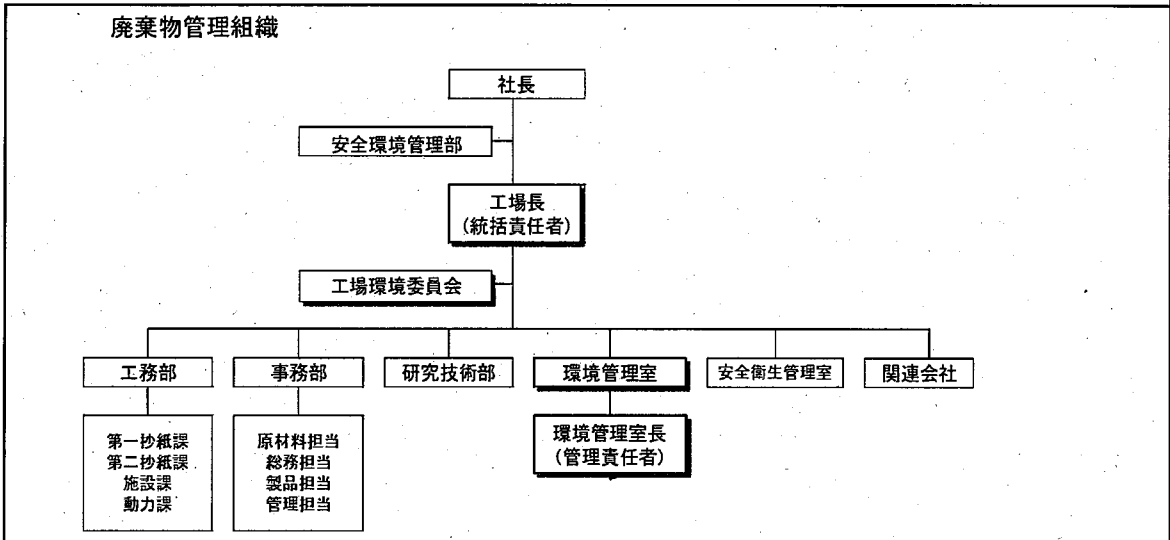 廃棄物管理組織
社長
安全環境管理部
工場長
(統括責任者)
工場環境委員会
工務部
事務部
研究技術部
環境管理室
安全衛生管理室
関連会社
第一抄紙課
第二抄紙課
施設課
動力課
原材料担当
総務担当
製品担当
管理担当
環境管理室長
(管理責任者)